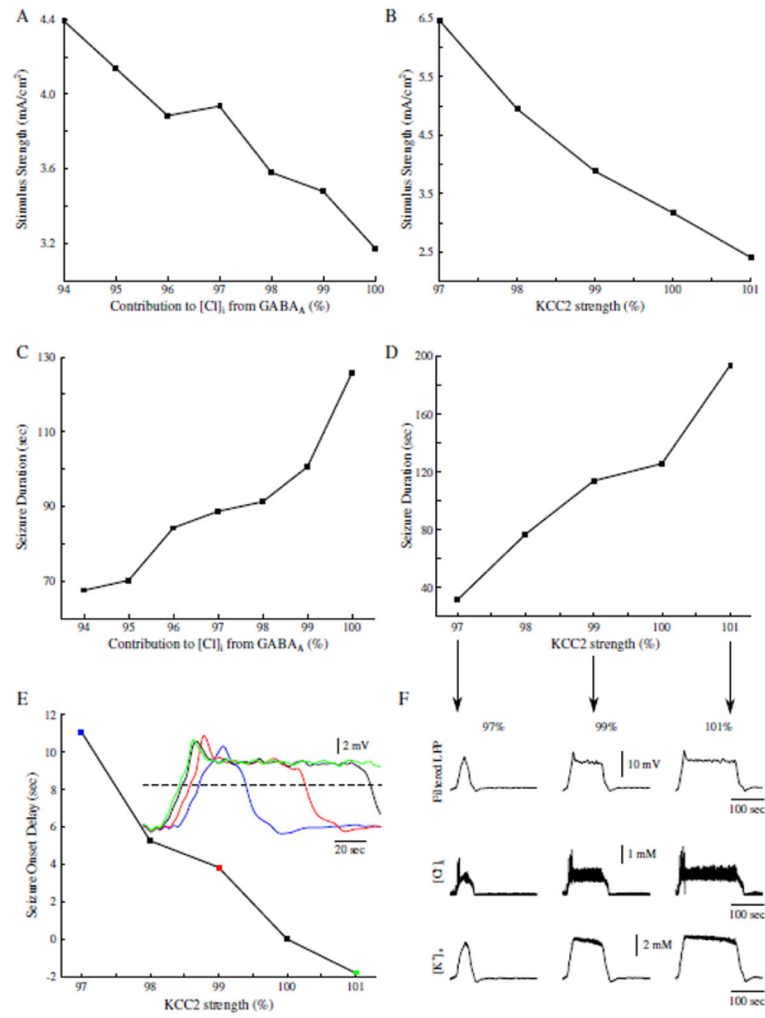 A
4.4
4.0
3.6
3.2
Stimulus Strength (mA/cm²)
94 95 96 97 98 99 100
Contribution to [Cl]i from GABAA (%)
B
6.5
5.5
4.5
3.5
2.5
Stimulus Strength (mA/cm²)
97 98 99 100 101
KCC2 strength (%)
C
130
110
90
70
Seizure Duration (sec)
94 95 96 97 98 99 100
Contribution to [Cl]i from GABAA (%)
D
200
160
120
80
40
Seizure Duration (sec)
97 98 99 100 101
KCC2 strength (%)
E
12
10
8
6
4
2
0
-2
Seizure Onset Delay (sec)
2 mV
20 sec
97 98 99 100 101
KCC2 strength (%)
F
97% 99% 101%
Filtered LFP
10 mV
100 sec
[Cl-]i
1 mM
100 sec
[K+]o
2 mM
100 sec